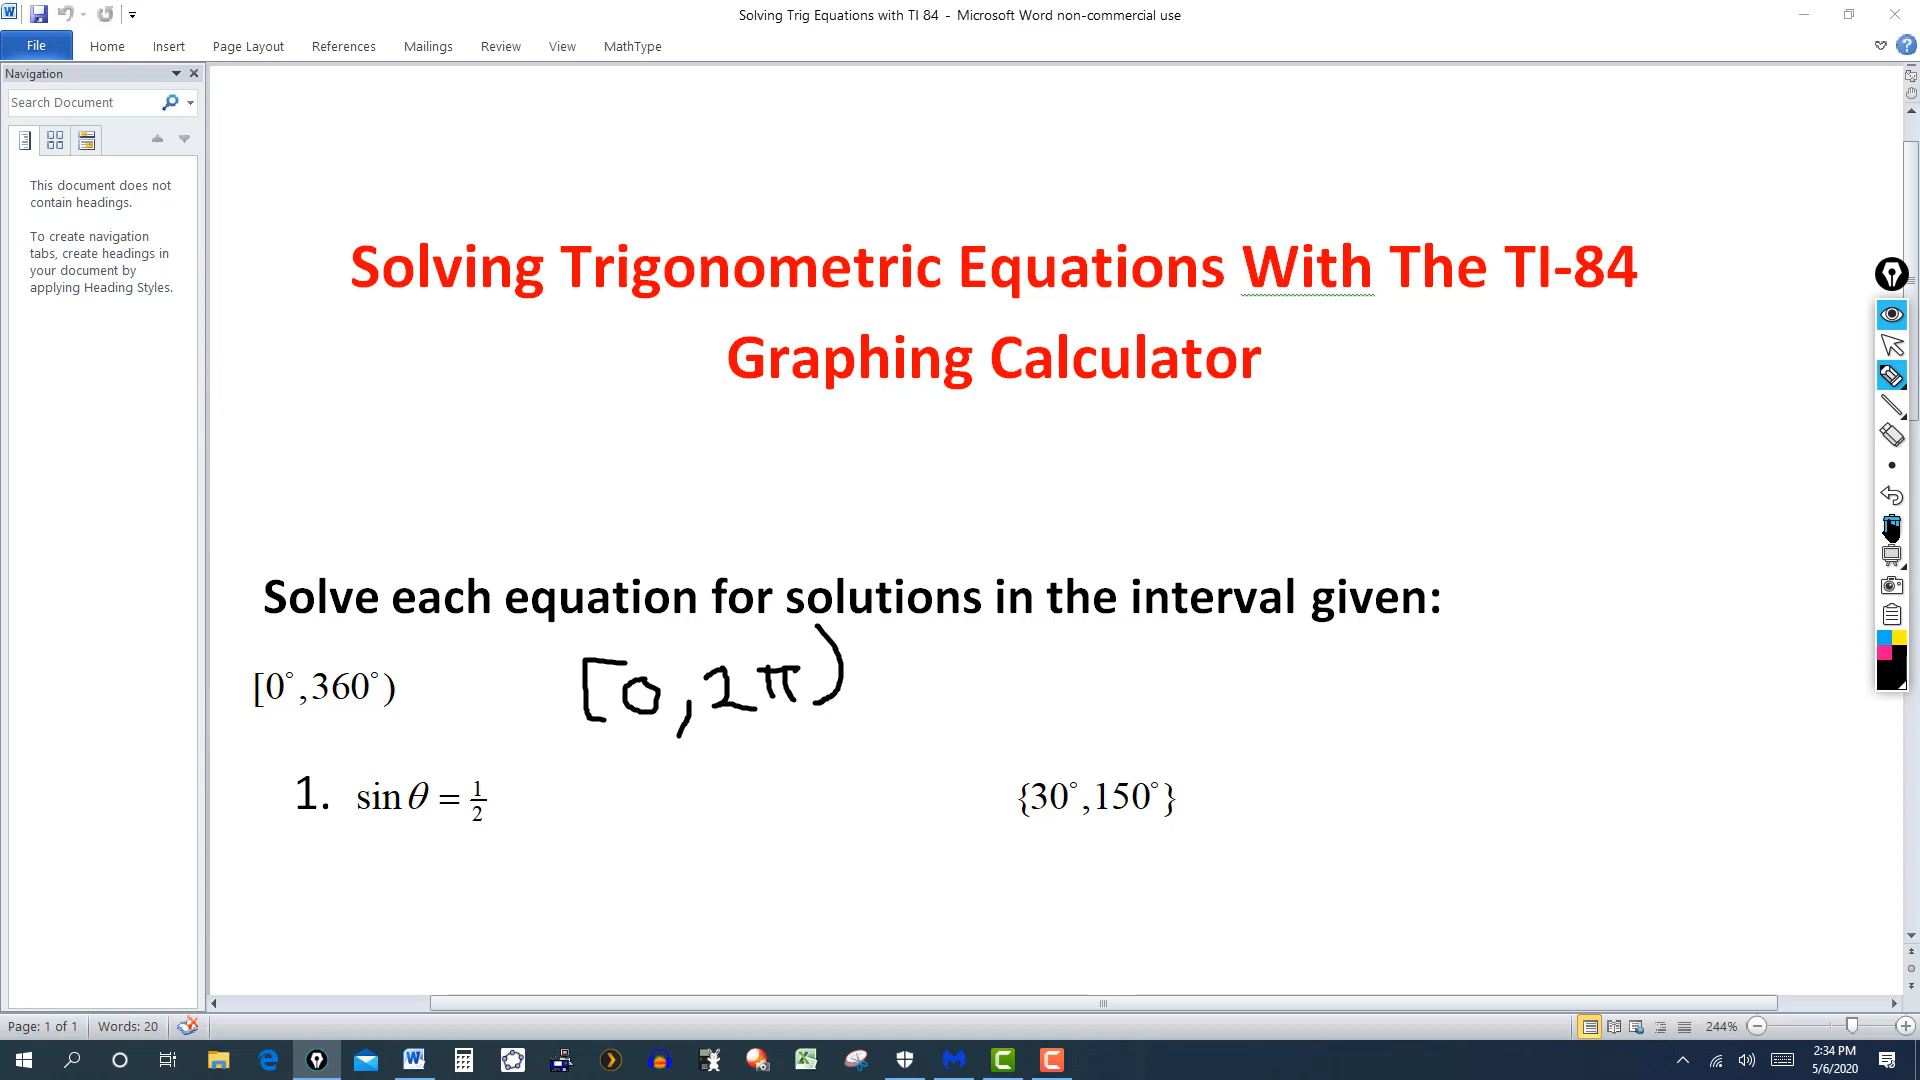 Solving Trig Equations with TI 84 - Microsoft Word non-commercial use
File Home Insert Page Layout References Mailings Review View MathType
Navigation
Search Document
This document does not
contain headings.
To create navigation
tabs, create headings in
your document by
applying Heading Styles.
Solving Trigonometric Equations With The TI-84
Graphing Calculator
Solve each equation for solutions in the interval given:
[0°,360°) [0,2π)
1. sin θ = 1/2 {30°,150°}
Page: 1 of 1 Words: 20 244%
2:34 PM
5/6/2020